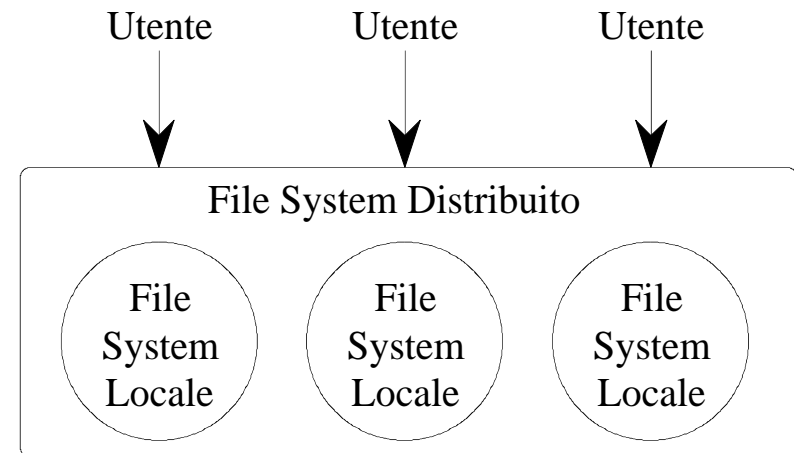 Utente Utente Utente
File System Distribuito
File
System
Locale
File
System
Locale
File
System
Locale